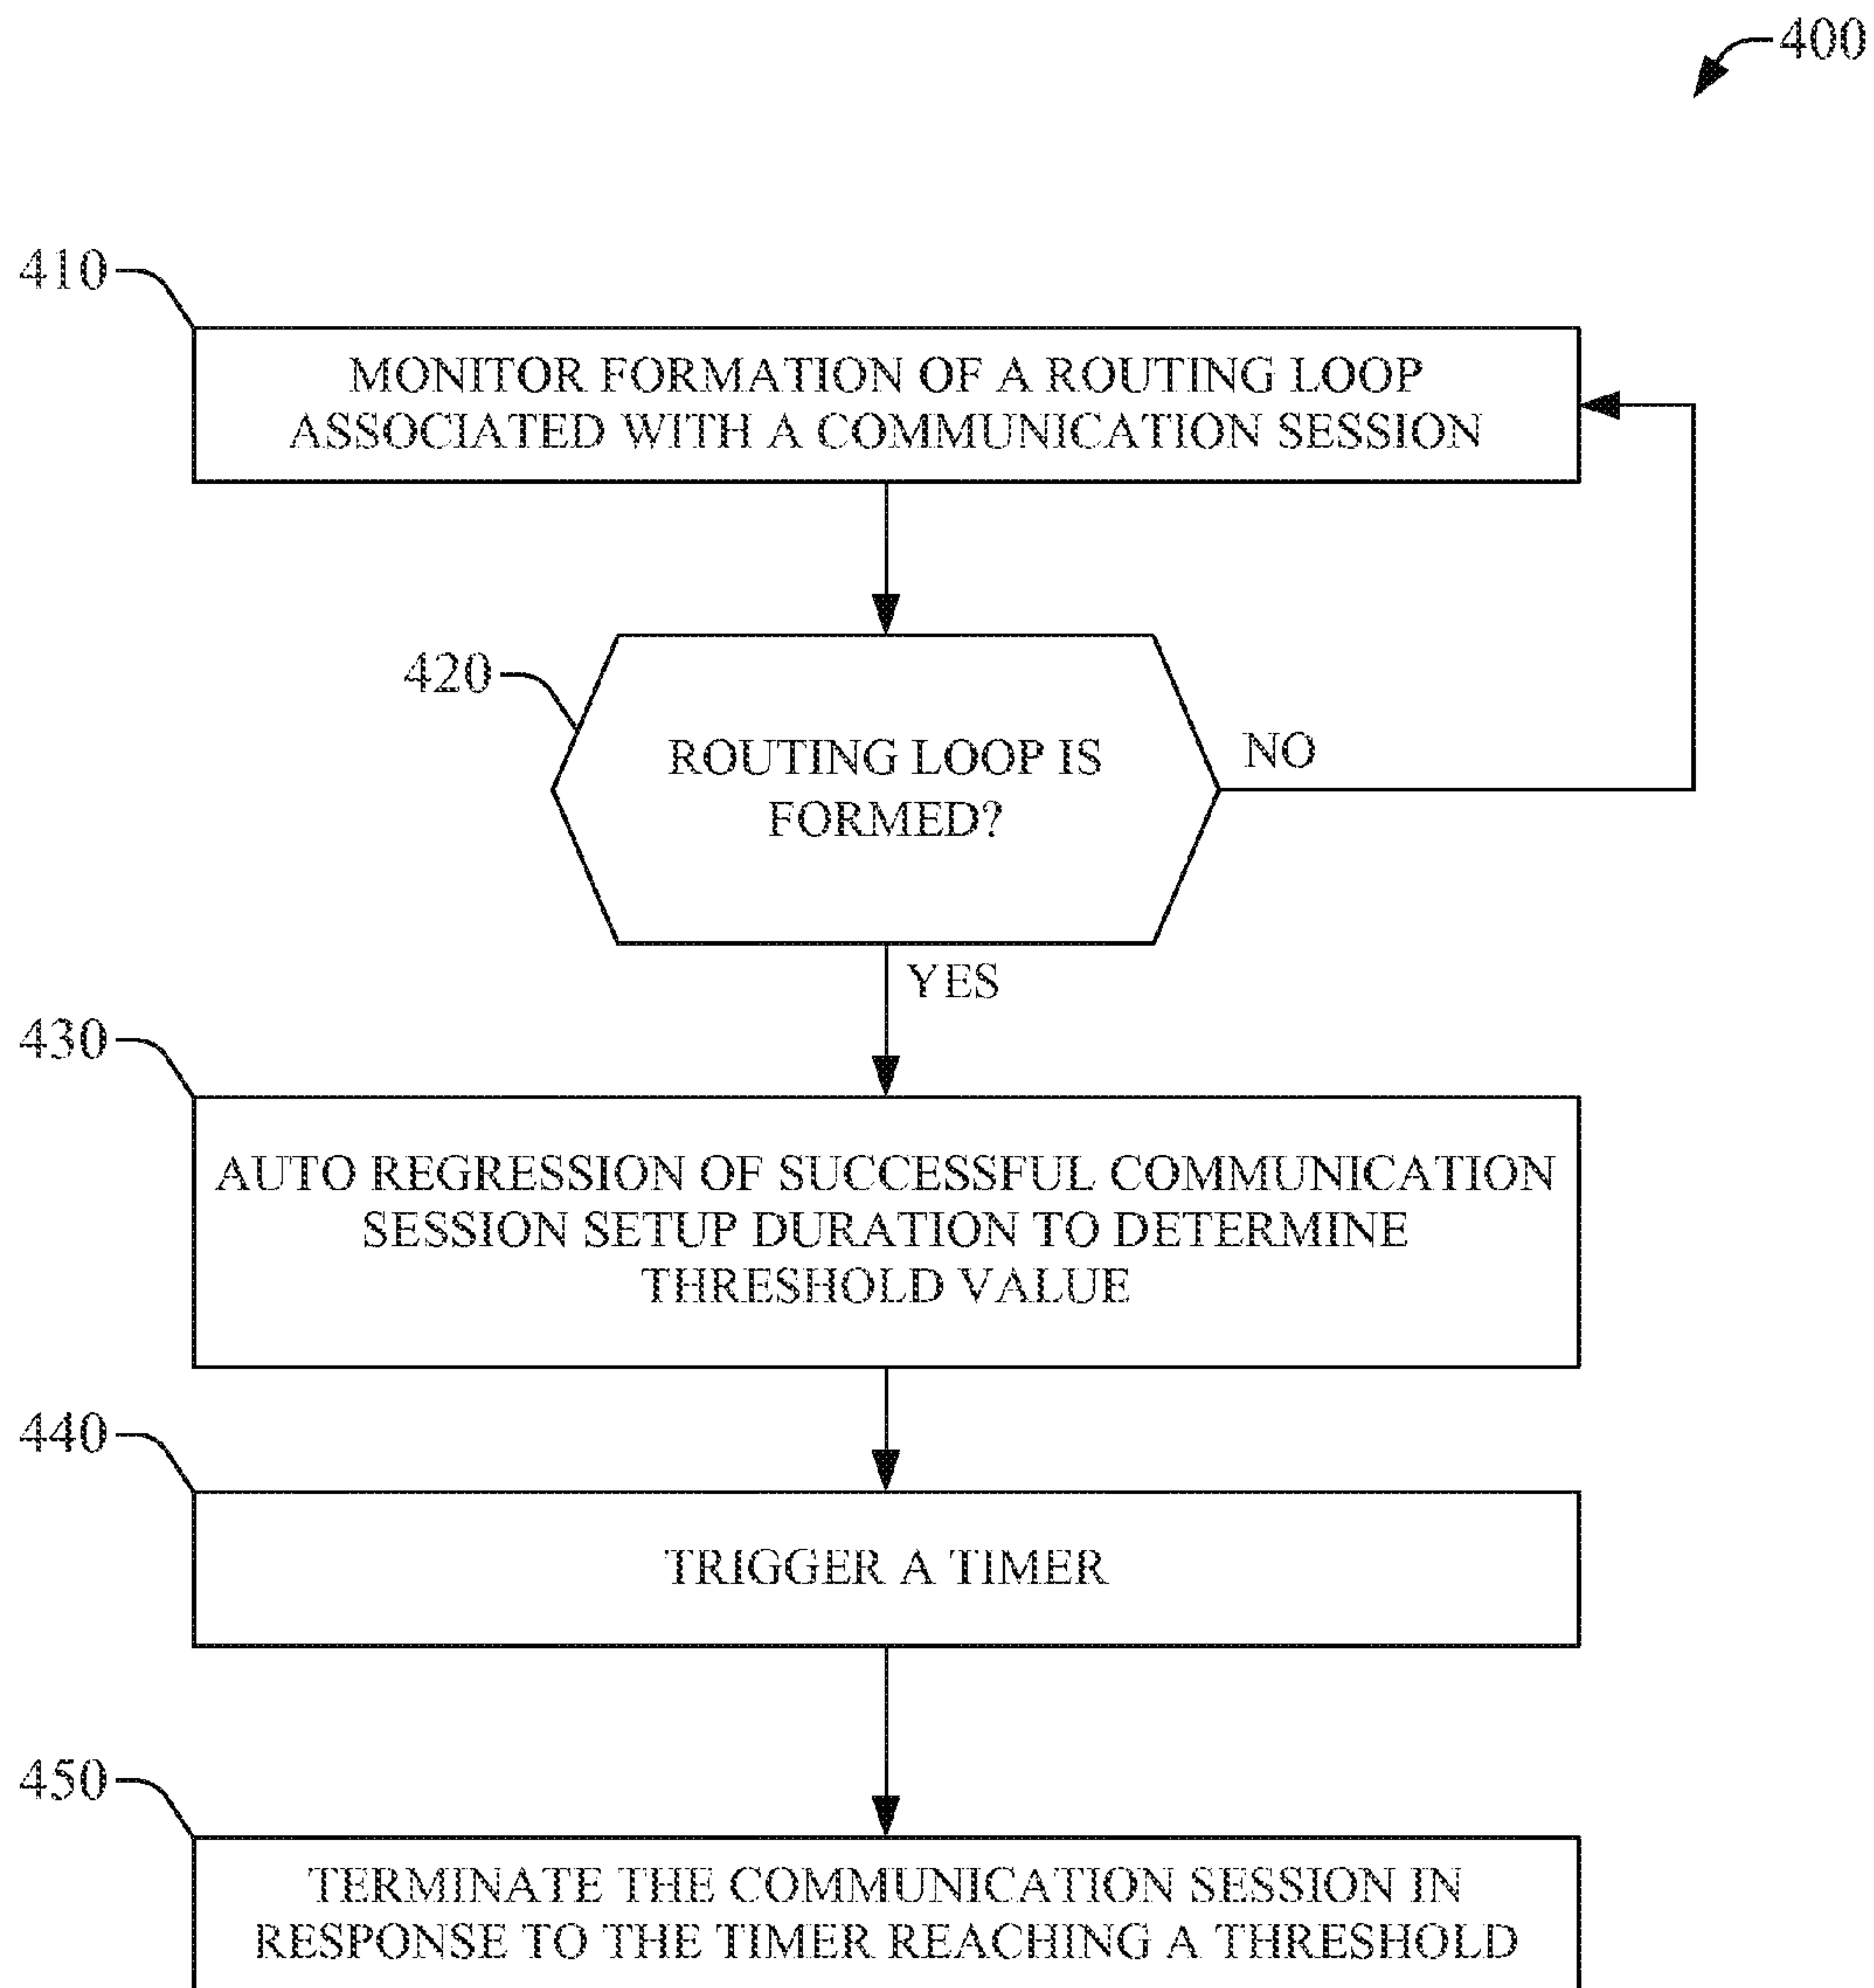 400
410
MONITOR FORMATION OF A ROUTING LOOP
ASSOCIATED WITH A COMMUNICATION SESSION
420
ROUTING LOOP IS
FORMED?
NO
YES
430
AUTO REGRESSION OF SUCCESSFUL COMMUNICATION
SESSION SETUP DURATION TO DETERMINE
THRESHOLD VALUE
440
TRIGGER A TIMER
450
TERMINATE THE COMMUNICATION SESSION IN
RESPONSE TO THE TIMER REACHING A THRESHOLD